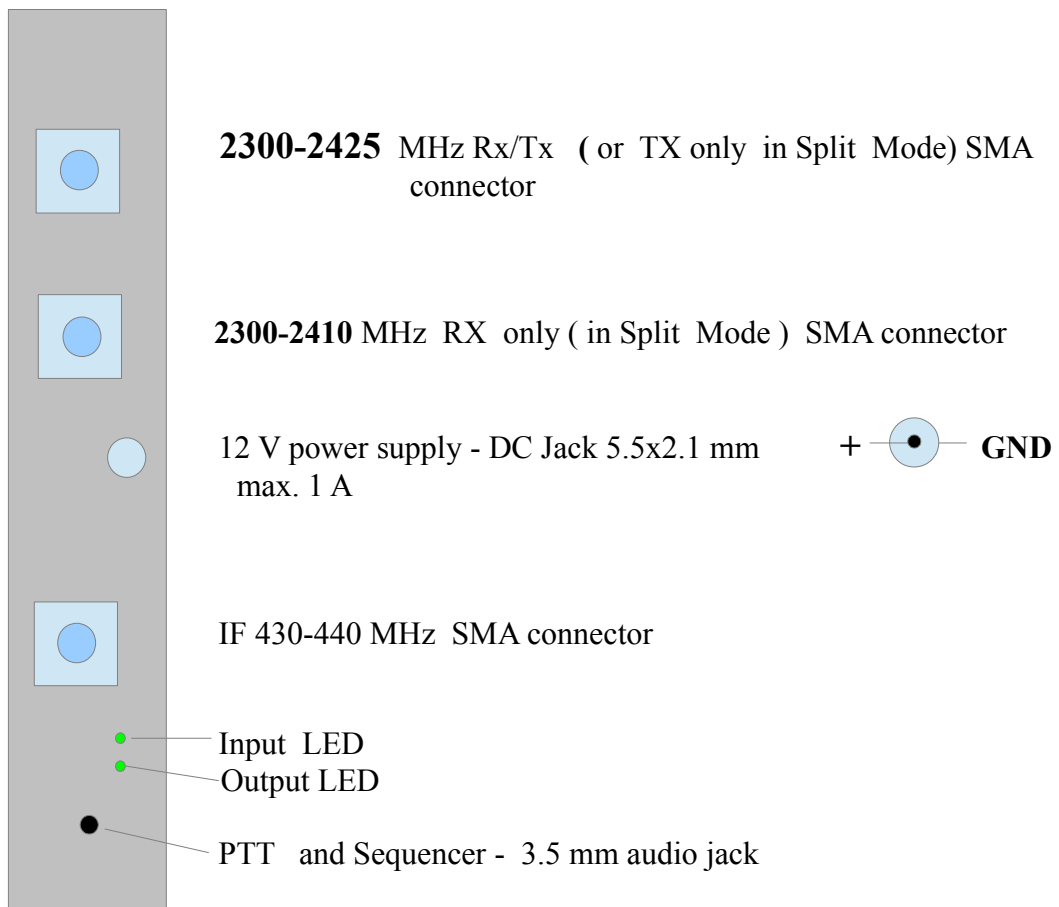 2300-2425 MHz Rx/Tx ( or TX only in Split Mode) SMA
connector
2300-2410 MHz RX only ( in Split Mode ) SMA connector
12 V power supply - DC Jack 5.5x2.1 mm + GND
max. 1 A
IF 430-440 MHz SMA connector
Input LED
Output LED
PTT and Sequencer - 3.5 mm audio jack